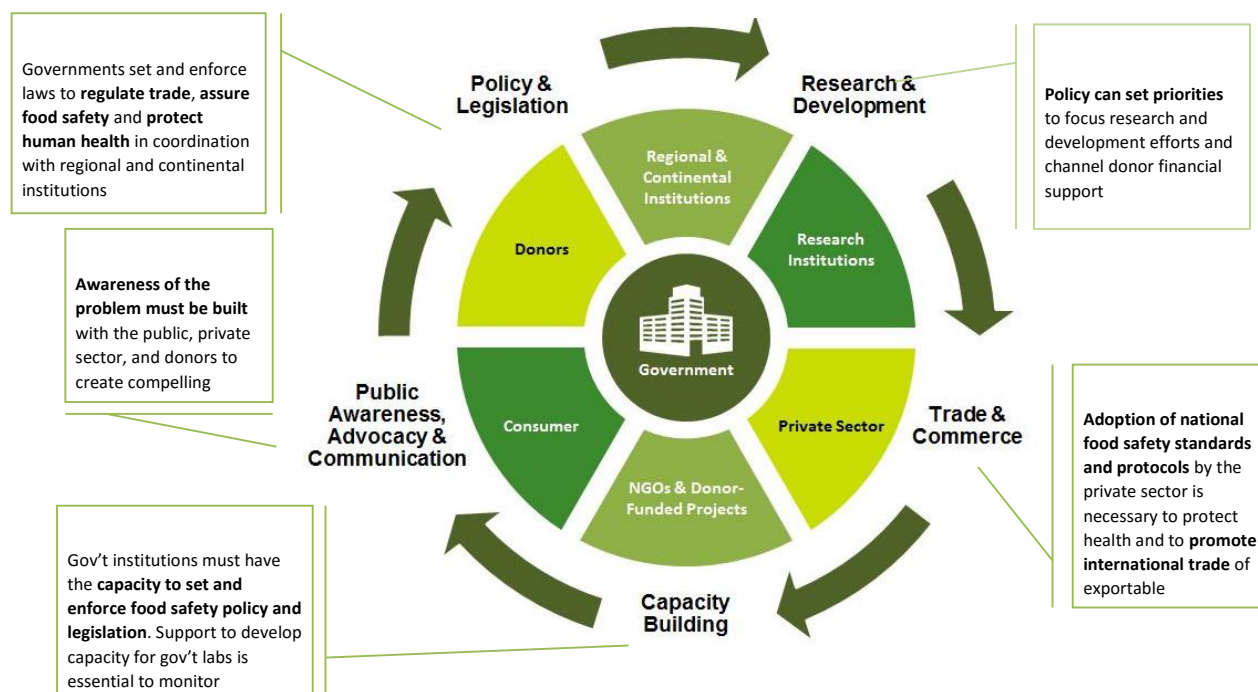 Governments set and enforce
laws to regulate trade, assure
food safety and protect
human health in coordination
with regional and continental
institutions
Policy &
Legislation
Research &
Development
Policy can set priorities
to focus research and
development efforts and
channel donor financial
support
Regional &
Continental
Institutions
Donors
Research
Institutions
Awareness of the
problem must be built
with the public, private
sector, and donors to
create compelling
Government
Public
Awareness,
Advocacy &
Communication
Consumer
Private Sector
Trade &
Commerce
Adoption of national
food safety standards
and protocols by the
private sector is
necessary to protect
health and to promote
international trade of
exportable
NGOs & Donor-
Funded Projects
Gov’t institutions must have
the capacity to set and
enforce food safety policy and
legislation. Support to develop
capacity for gov’t labs is
essential to monitor
Capacity
Building